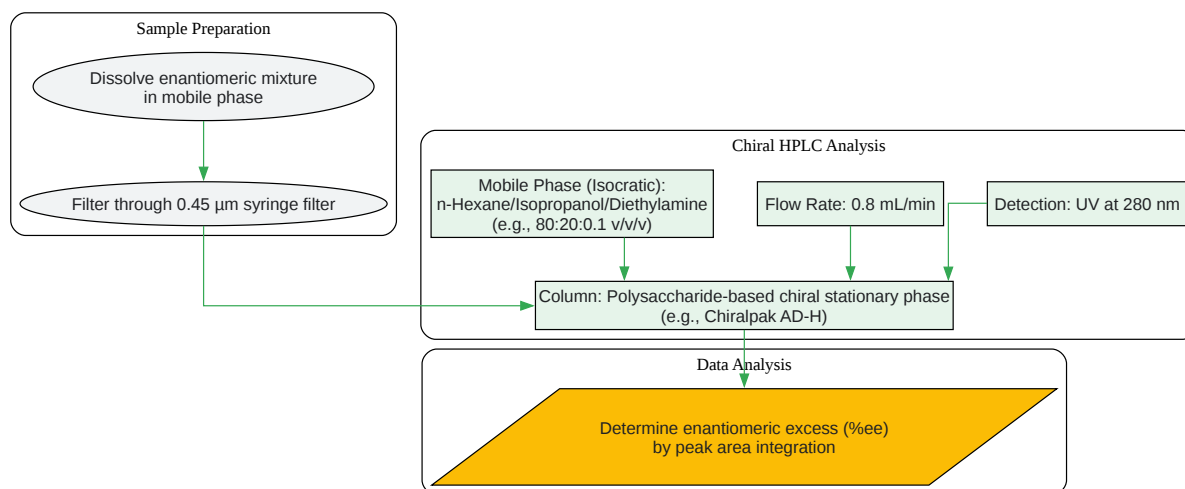 Sample Preparation
Dissolve enantiomeric mixture
in mobile phase
Filter through 0.45 µm syringe filter
Chiral HPLC Analysis
Mobile Phase (Isocratic):
n-Hexane/Isopropanol/Diethylamine
(e.g., 80:20:0.1 v/v/v)
Flow Rate: 0.8 mL/min
Detection: UV at 280 nm
Column: Polysaccharide-based chiral stationary phase
(e.g., Chiralpak AD-H)
Data Analysis
Determine enantiomeric excess (%ee)
by peak area integration